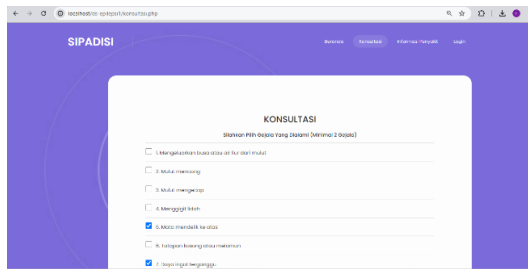 localhost/cs-epilepsi1/konsultasi.php
SIPADISI
Beranda Konsultasi Informasi Penyakit Login
KONSULTASI
Silahkan Pilih Gejala Yang Dialami (Minimal 2 Gejala)
1. Mengeluarkan busa atau air liur dari mulut
2. Mulut mencong
3. Mulut mengecap
4. Menggigit lidah
5. Mata mendelik ke atas
6. Tatapan kosong atau melamun
7. Daya ingat terganggu